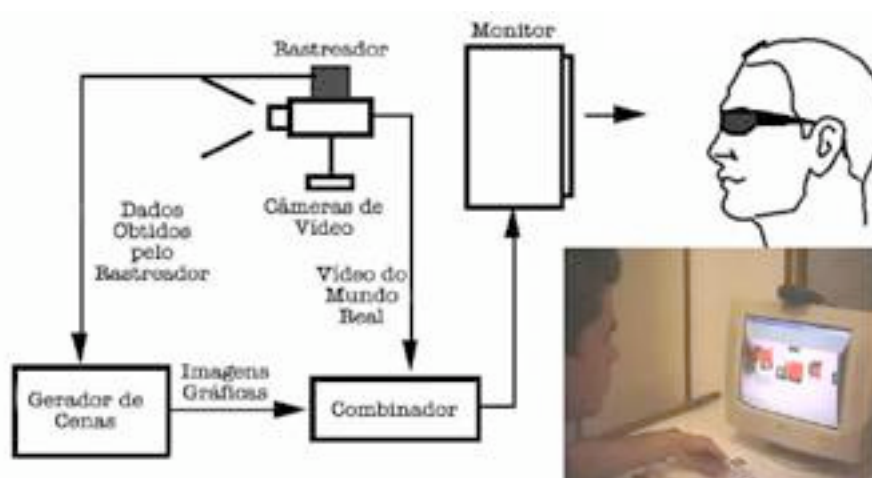 Monitor
Rastreador
Câmeras de
Vídeo
Dados
Obtidos
pelo
Rastreador
Vídeo do
Mundo
Real
Imagens
Gráficas
Gerador de
Cenas
Combinador